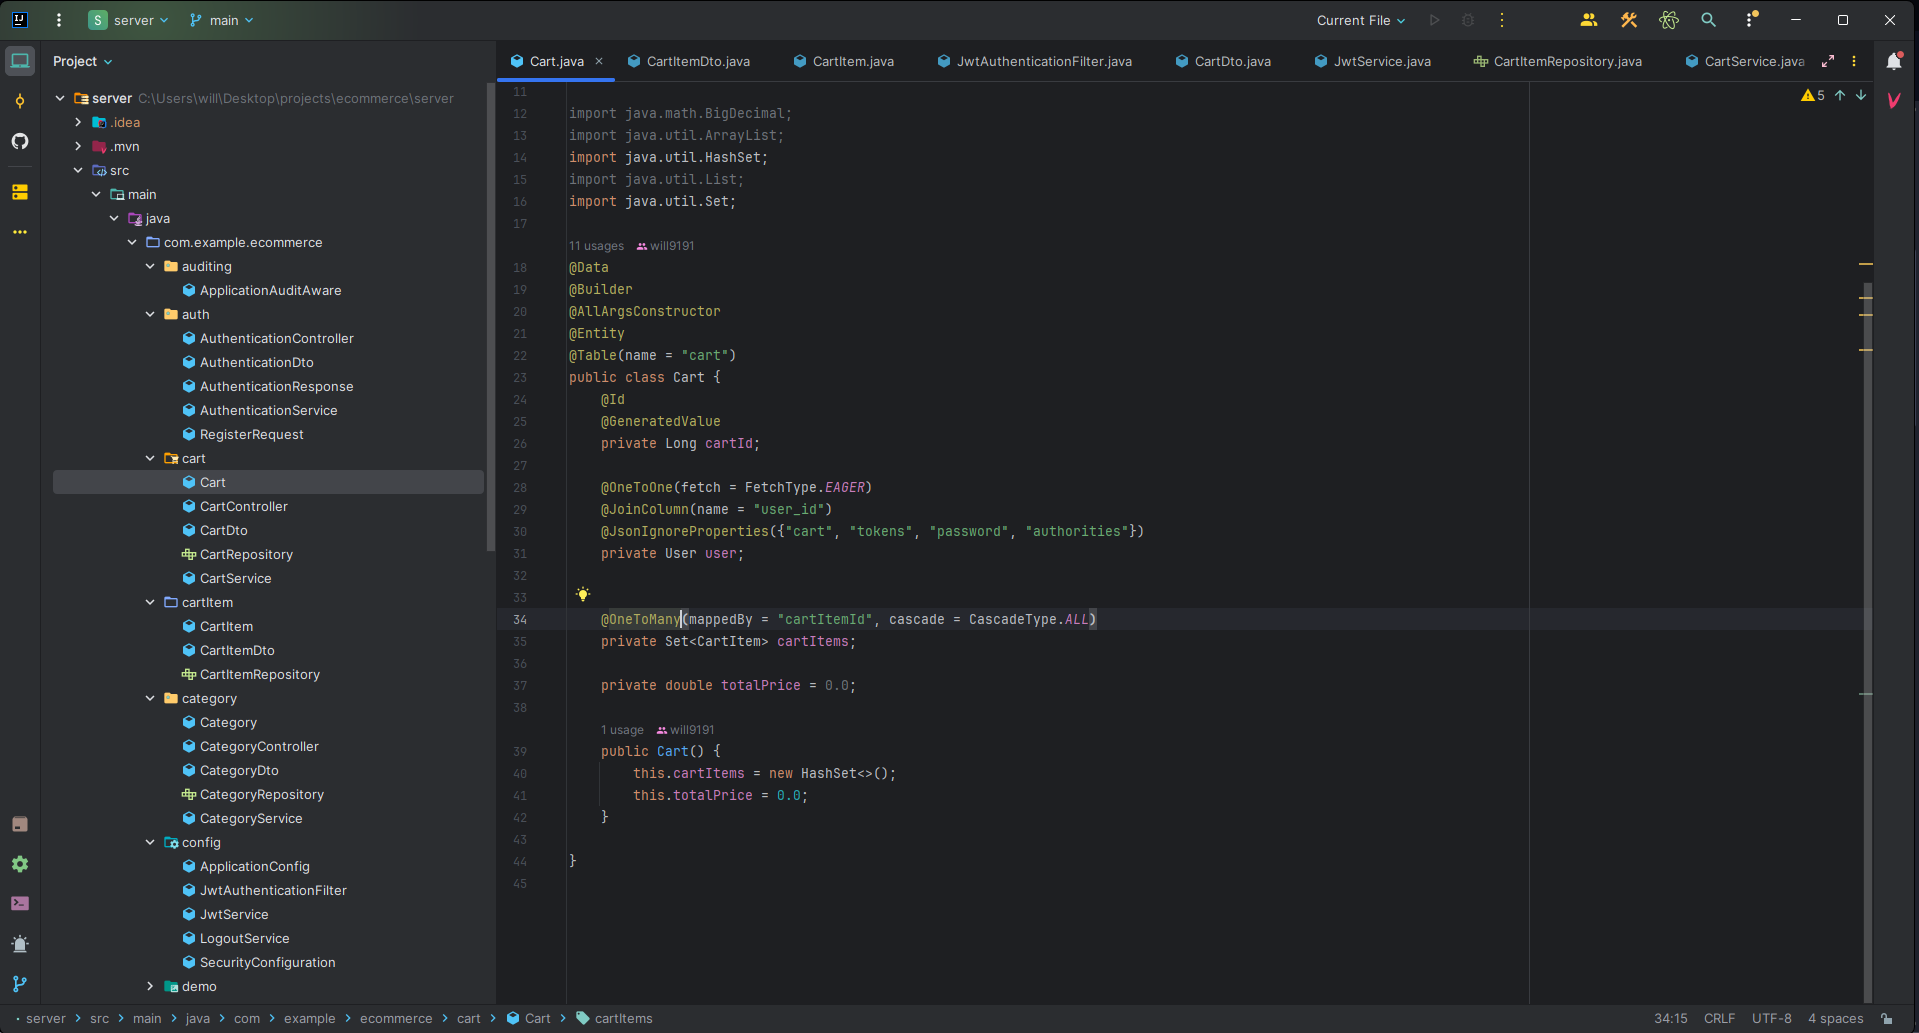 S server main Current File
Project
Cart.java CartItemDto.java CartItem.java JwtAuthenticationFilter.java CartDto.java JwtService.java CartItemRepository.java CartService.java
server C:\Users\will\Desktop\projects\ecommerce\server
.idea
.mvn
src
main
java
com.example.ecommerce
auditing
ApplicationAuditAware
auth
AuthenticationController
AuthenticationDto
AuthenticationResponse
AuthenticationService
RegisterRequest
cart
Cart
CartController
CartDto
CartRepository
CartService
cartItem
CartItem
CartItemDto
CartItemRepository
category
Category
CategoryController
CategoryDto
CategoryRepository
CategoryService
config
ApplicationConfig
JwtAuthenticationFilter
JwtService
LogoutService
SecurityConfiguration
demo
5
11
12 import java.math.BigDecimal;
13 import java.util.ArrayList;
14 import java.util.HashSet;
15 import java.util.List;
16 import java.util.Set;
17
11 usages will9191
18 @Data
19 @Builder
20 @AllArgsConstructor
21 @Entity
22 @Table(name = "cart")
23 public class Cart {
24 @Id
25 @GeneratedValue
26 private Long cartId;
27
28 @OneToOne(fetch = FetchType.EAGER)
29 @JoinColumn(name = "user_id")
30 @JsonIgnoreProperties({"cart", "tokens", "password", "authorities"})
31 private User user;
32
33
34 @OneToMany(mappedBy = "cartItemId", cascade = CascadeType.ALL)
35 private Set<CartItem> cartItems;
36
37 private double totalPrice = 0.0;
38
1 usage will9191
39 public Cart() {
40 this.cartItems = new HashSet<>();
41 this.totalPrice = 0.0;
42 }
43
44 }
45
server > src > main > java > com > example > ecommerce > cart > Cart > cartItems
34:15 CRLF UTF-8 4 spaces